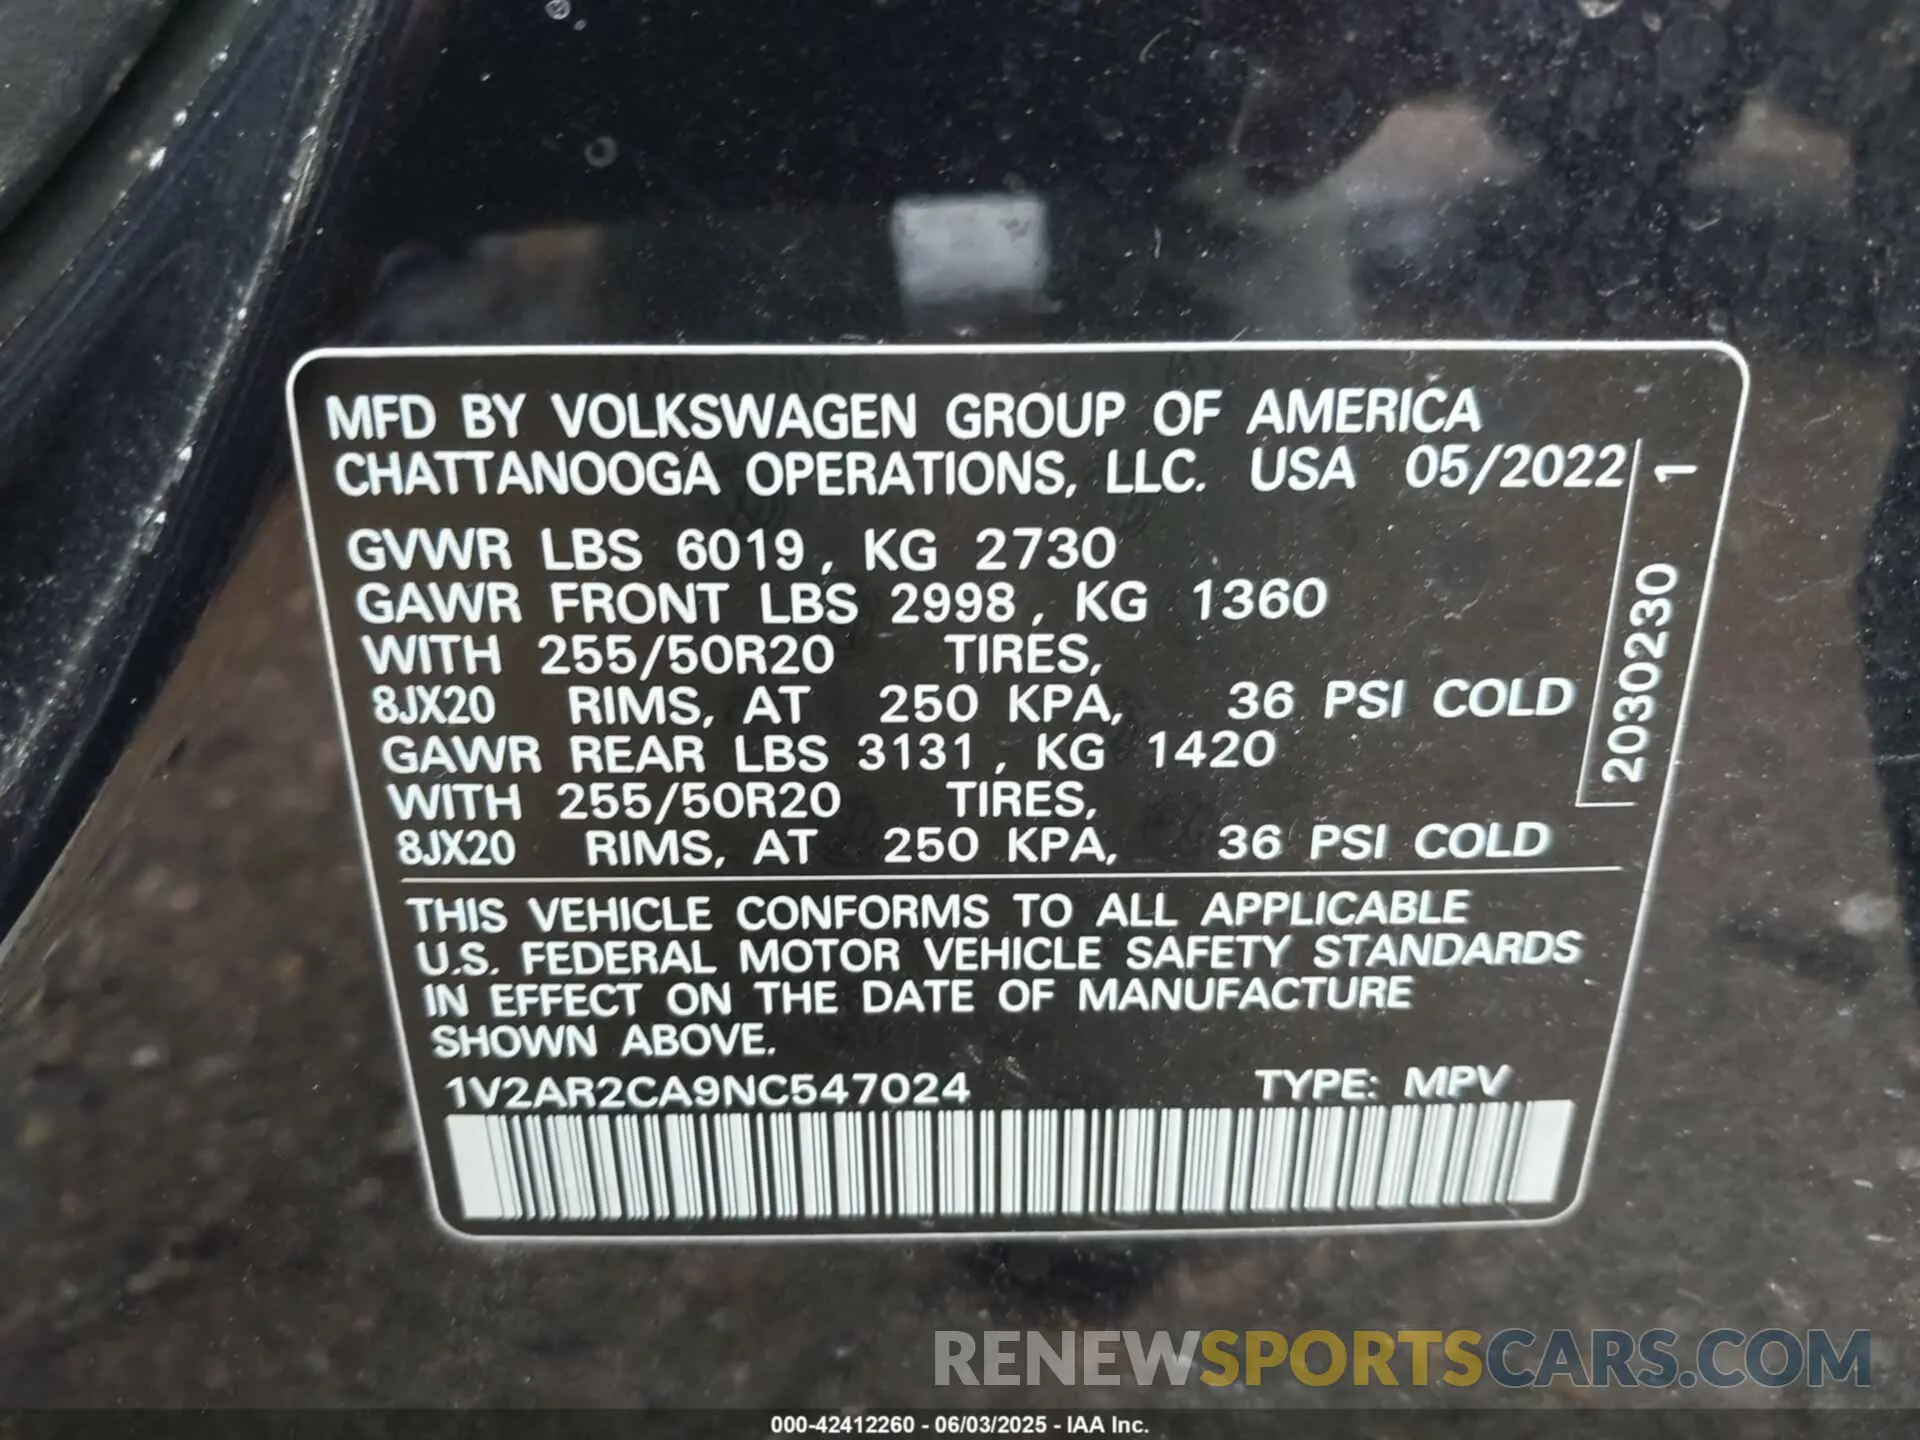 MFD BY VOLKSWAGEN GROUP OF AMERICA
CHATTANOOGA OPERATIONS, LLC. USA 05/2022
GVWR LBS 6019, KG 2730
GAWR FRONT LBS 2998, KG 1360
WITH 255/50R20 TIRES,
8JX20 RIMS, AT 250 KPA, 36 PSI COLD
GAWR REAR LBS 3131, KG 1420
WITH 255/50R20 TIRES,
8JX20 RIMS, AT 250 KPA, 36 PSI COLD
2030230 1
THIS VEHICLE CONFORMS TO ALL APPLICABLE
U.S. FEDERAL MOTOR VEHICLE SAFETY STANDARDS
IN EFFECT ON THE DATE OF MANUFACTURE
SHOWN ABOVE.
1V2AR2CA9NC547024 TYPE: MPV
RENEWSPORTSCARS.COM
000-42412260 - 06/03/2025 - IAA Inc.